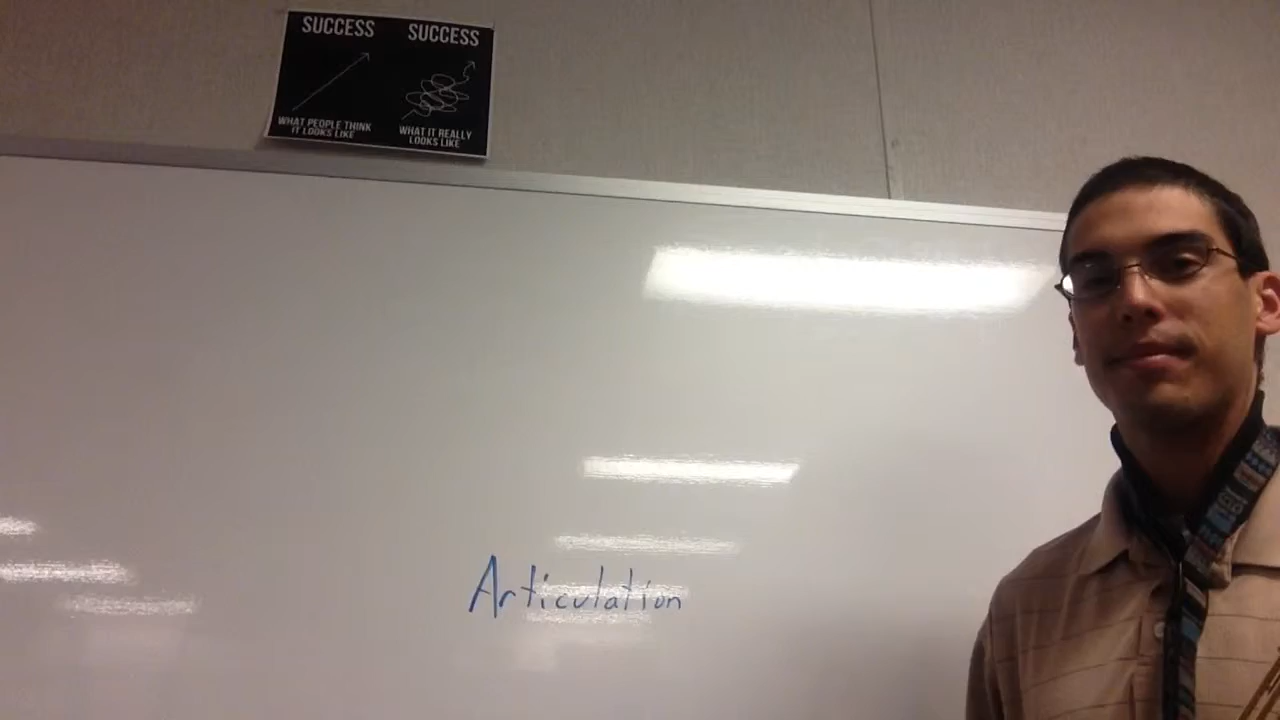 SUCCESS
WHAT PEOPLE THINK
IT LOOKS LIKE
SUCCESS
WHAT IT REALLY
LOOKS LIKE
Articulation